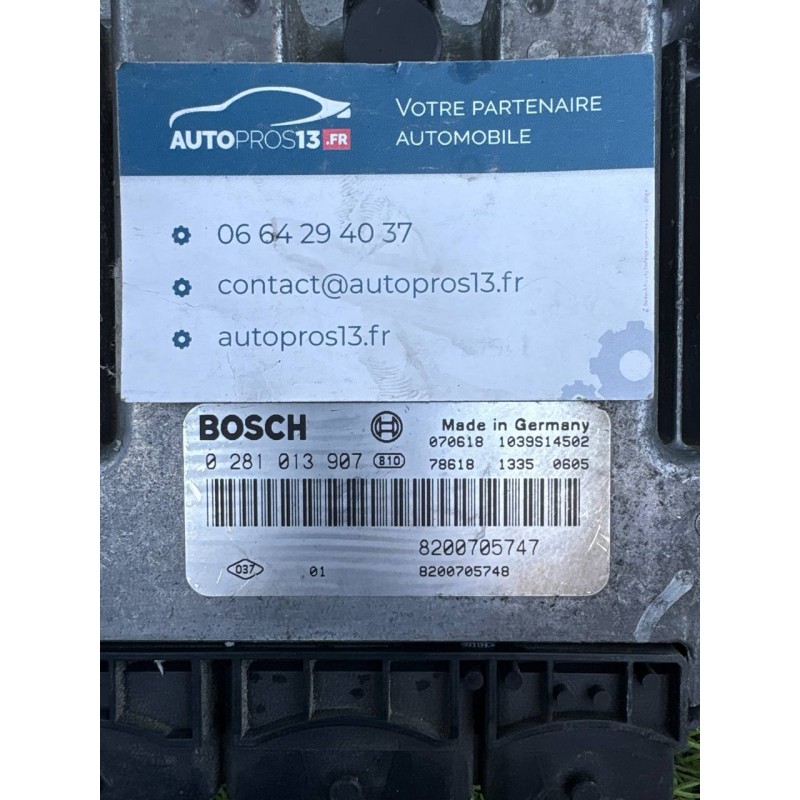 VOTRE PARTENAIRE
AUTOMOBILE
AUTOPROS13.FR
06 64 29 40 37
contact@autopros13.fr
autopros13.fr
BOSCH Made in Germany
070618 1039S14502
0 281 013 907 810 78618 1335 0605
8200705747
037 01 8200705748